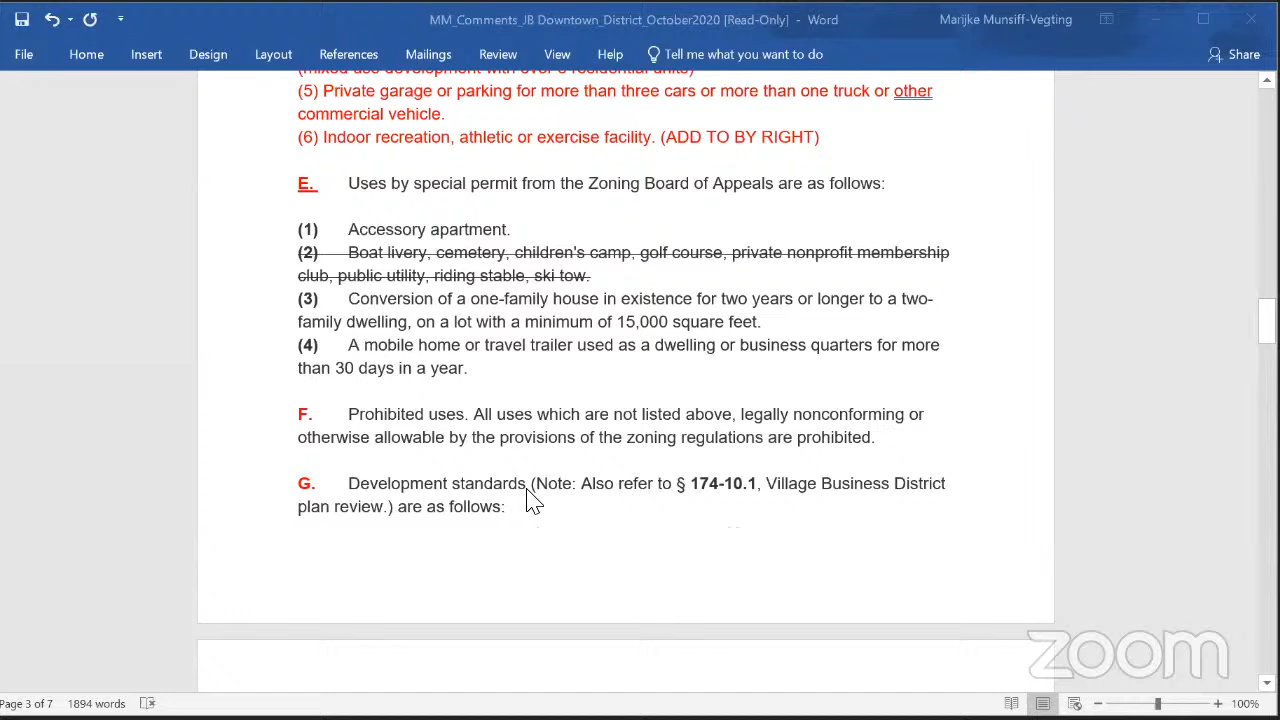 MM_Comments_JB Downtown_District_October2020 [Read-Only] - Word
Marijke Munsiff-Vegting
File Home Insert Design Layout References Mailings Review View Help Tell me what you want to do Share
(mixed use development with over 6 residential units)
(5) Private garage or parking for more than three cars or more than one truck or other
commercial vehicle.
(6) Indoor recreation, athletic or exercise facility. (ADD TO BY RIGHT)
E. Uses by special permit from the Zoning Board of Appeals are as follows:
(1) Accessory apartment.
(2) Boat livery, cemetery, children's camp, golf course, private nonprofit membership
club, public utility, riding stable, ski tow.
(3) Conversion of a one-family house in existence for two years or longer to a two-
family dwelling, on a lot with a minimum of 15,000 square feet.
(4) A mobile home or travel trailer used as a dwelling or business quarters for more
than 30 days in a year.
F. Prohibited uses. All uses which are not listed above, legally nonconforming or
otherwise allowable by the provisions of the zoning regulations are prohibited.
G. Development standards (Note: Also refer to § 174-10.1, Village Business District
plan review.) are as follows:
zoom
Page 3 of 7 1894 words 100%